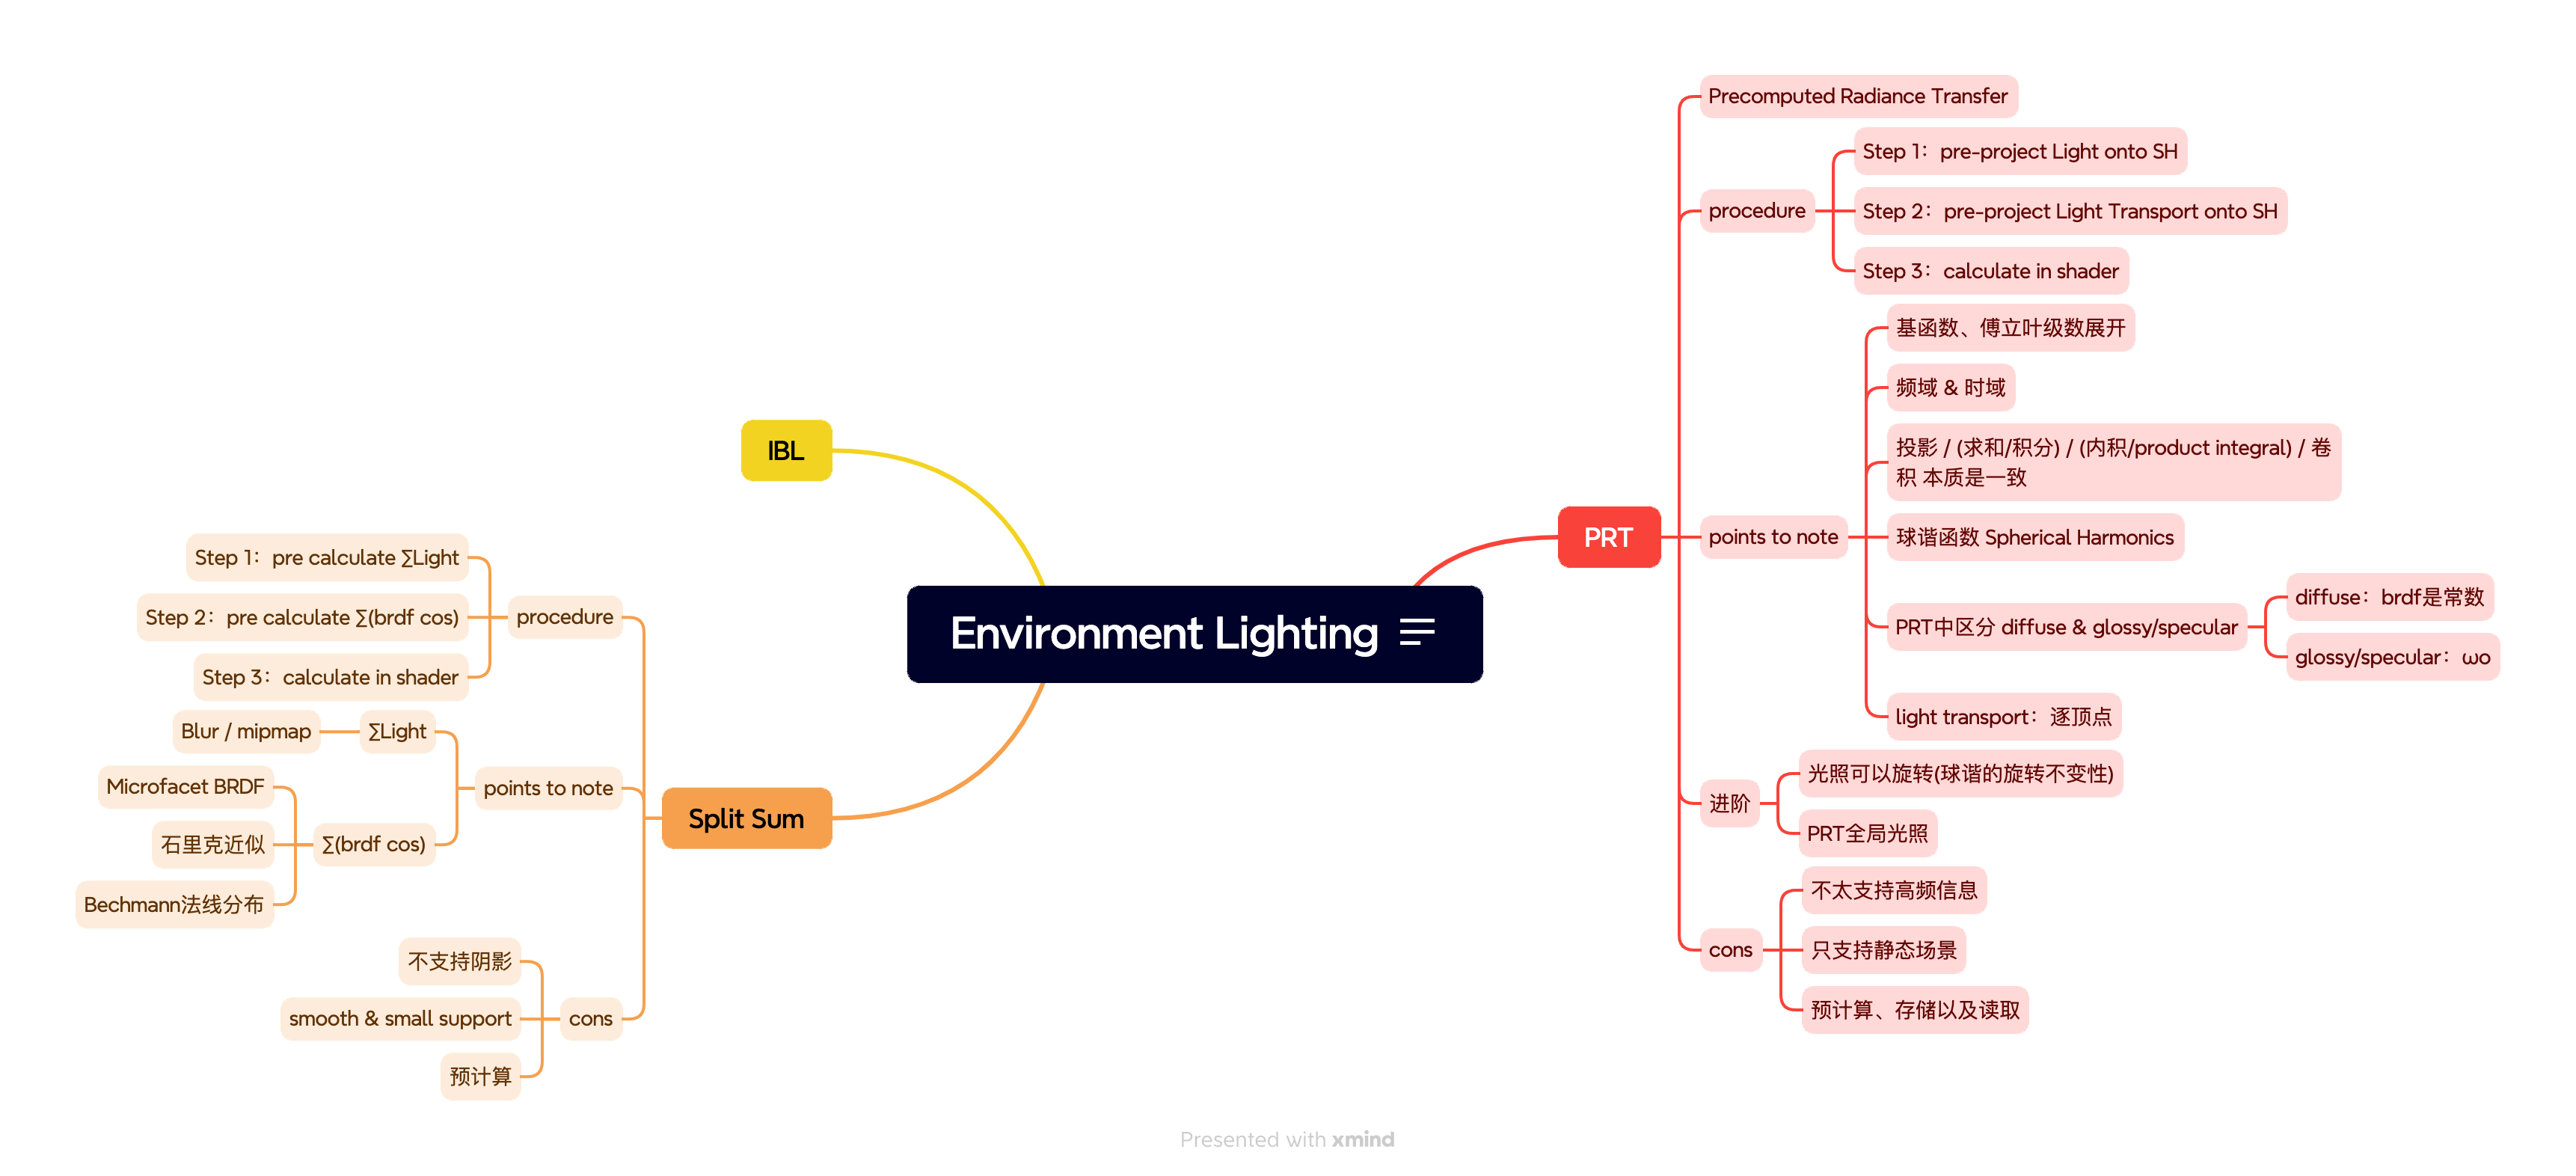 Environment Lighting
PRT
Precomputed Radiance Transfer
procedure
Step 1：pre-project Light onto SH
Step 2：pre-project Light Transport onto SH
Step 3：calculate in shader
points to note
基函数、傅立叶级数展开
频域 & 时域
投影 / (求和/积分) / (内积/product integral) / 卷
积 本质是一致
球谐函数 Spherical Harmonics
PRT中区分 diffuse & glossy/specular
diffuse：brdf是常数
glossy/specular：ωo
light transport：逐顶点
进阶
光照可以旋转(球谐的旋转不变性)
PRT全局光照
cons
不太支持高频信息
只支持静态场景
预计算、存储以及读取
IBL
Split Sum
procedure
Step 1：pre calculate ∑Light
Step 2：pre calculate ∑(brdf cos)
Step 3：calculate in shader
points to note
∑Light
Blur / mipmap
∑(brdf cos)
Microfacet BRDF
石里克近似
Bechmann法线分布
cons
不支持阴影
smooth & small support
预计算
Presented with xmind